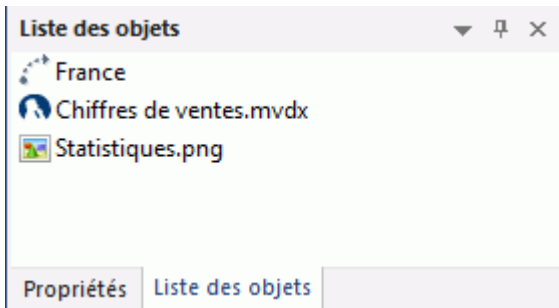 Liste des objets
France
Chiffres de ventes.mvdx
Statistiques.png
Propriétés Liste des objets